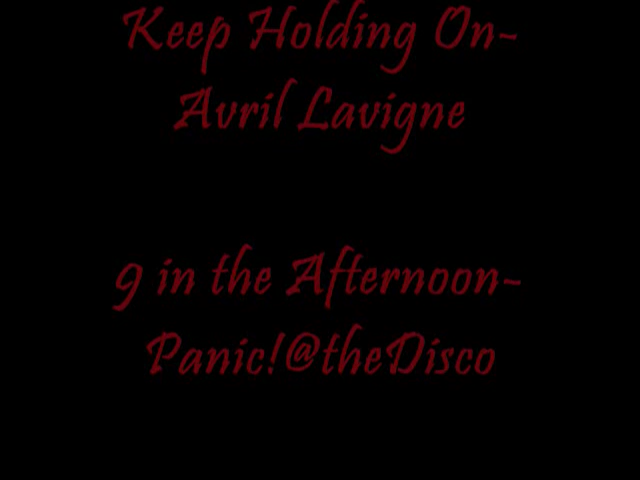 Keep Holding On-
Avril Lavigne
9 in the Afternoon-
Panic!@theDisco